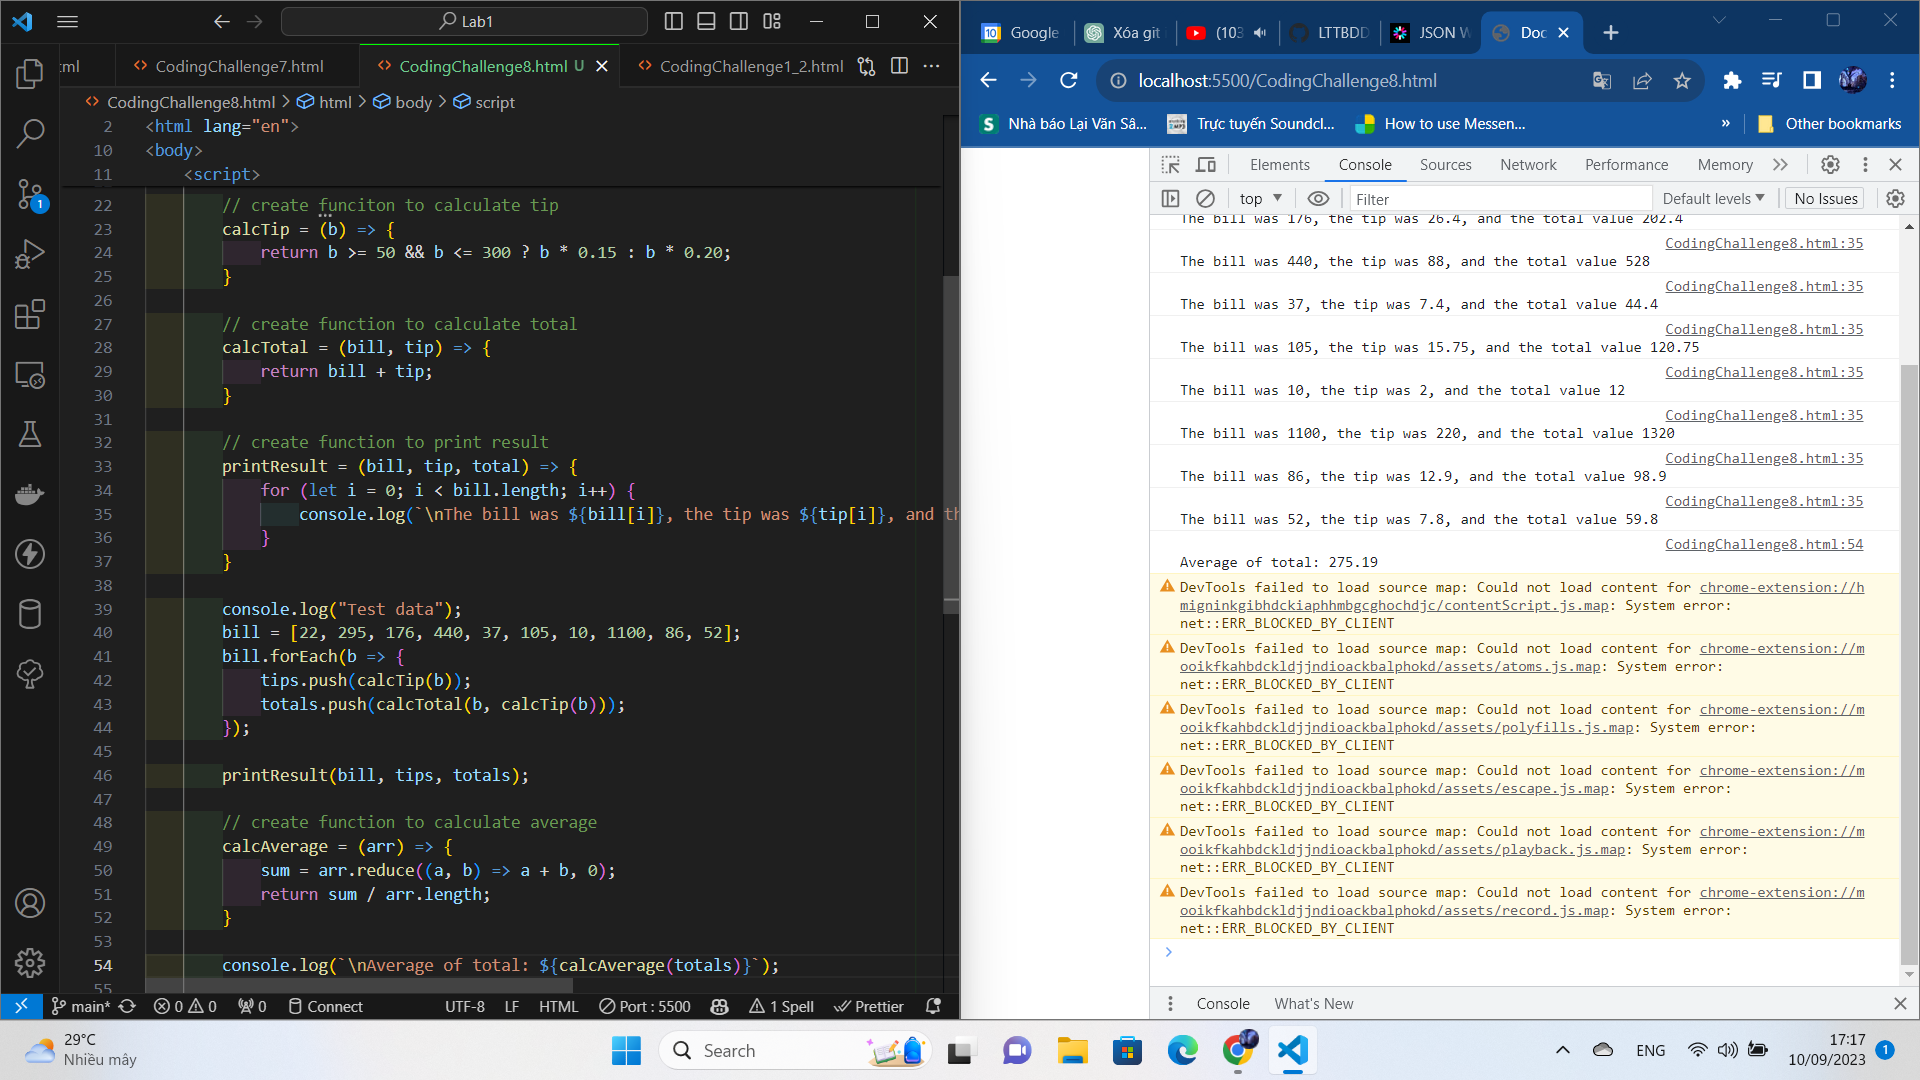 Lab1
ml
CodingChallenge7.html
CodingChallenge8.html U
CodingChallenge1_2.html
CodingChallenge8.html > html > body > script
2 <html lang="en">
10 <body>
11 <script>
22 // create funciton to calculate tip
23 calcTip = (b) => {
24 return b >= 50 && b <= 300 ? b * 0.15 : b * 0.20;
25 }
26
27 // create function to calculate total
28 calcTotal = (bill, tip) => {
29 return bill + tip;
30 }
31
32 // create function to print result
33 printResult = (bill, tip, total) => {
34 for (let i = 0; i < bill.length; i++) {
35 console.log(`\nThe bill was ${bill[i]}, the tip was ${tip[i]}, and th
36 }
37 }
38
39 console.log("Test data");
40 bill = [22, 295, 176, 440, 37, 105, 10, 1100, 86, 52];
41 bill.forEach(b => {
42 tips.push(calcTip(b));
43 totals.push(calcTotal(b, calcTip(b)));
44 });
45
46 printResult(bill, tips, totals);
47
48 // create function to calculate average
49 calcAverage = (arr) => {
50 sum = arr.reduce((a, b) => a + b, 0);
51 return sum / arr.length;
52 }
53
54 console.log(`\nAverage of total: ${calcAverage(totals)}`);
55
1
main* 0 0 0 Connect UTF-8 LF HTML Port : 5500 1 Spell Prettier
10 Google
Xóa git
(103
LTTBDD
JSON W
Doc
localhost:5500/CodingChallenge8.html
S Nhà báo Lại Văn Sâ...
Trực tuyến Soundcl...
How to use Messen...
»
Other bookmarks
Elements Console Sources Network Performance Memory
top Filter Default levels No Issues
The bill was 176, the tip was 26.4, and the total value 202.4
CodingChallenge8.html:35
The bill was 440, the tip was 88, and the total value 528
CodingChallenge8.html:35
The bill was 37, the tip was 7.4, and the total value 44.4
CodingChallenge8.html:35
The bill was 105, the tip was 15.75, and the total value 120.75
CodingChallenge8.html:35
The bill was 10, the tip was 2, and the total value 12
CodingChallenge8.html:35
The bill was 1100, the tip was 220, and the total value 1320
CodingChallenge8.html:35
The bill was 86, the tip was 12.9, and the total value 98.9
CodingChallenge8.html:35
The bill was 52, the tip was 7.8, and the total value 59.8
CodingChallenge8.html:54
Average of total: 275.19
DevTools failed to load source map: Could not load content for chrome-extension://h
migninkgibhdckiaphhmbgcghochdjc/contentScript.js.map: System error:
net::ERR_BLOCKED_BY_CLIENT
DevTools failed to load source map: Could not load content for chrome-extension://m
ooikfkahbdckldjjndioackbalphokd/assets/atoms.js.map: System error:
net::ERR_BLOCKED_BY_CLIENT
DevTools failed to load source map: Could not load content for chrome-extension://m
ooikfkahbdckldjjndioackbalphokd/assets/polyfills.js.map: System error:
net::ERR_BLOCKED_BY_CLIENT
DevTools failed to load source map: Could not load content for chrome-extension://m
ooikfkahbdckldjjndioackbalphokd/assets/escape.js.map: System error:
net::ERR_BLOCKED_BY_CLIENT
DevTools failed to load source map: Could not load content for chrome-extension://m
ooikfkahbdckldjjndioackbalphokd/assets/playback.js.map: System error:
net::ERR_BLOCKED_BY_CLIENT
DevTools failed to load source map: Could not load content for chrome-extension://m
ooikfkahbdckldjjndioackbalphokd/assets/record.js.map: System error:
net::ERR_BLOCKED_BY_CLIENT
Console What's New
29°C
Nhiều mây
Search
ENG
17:17
10/09/2023
1